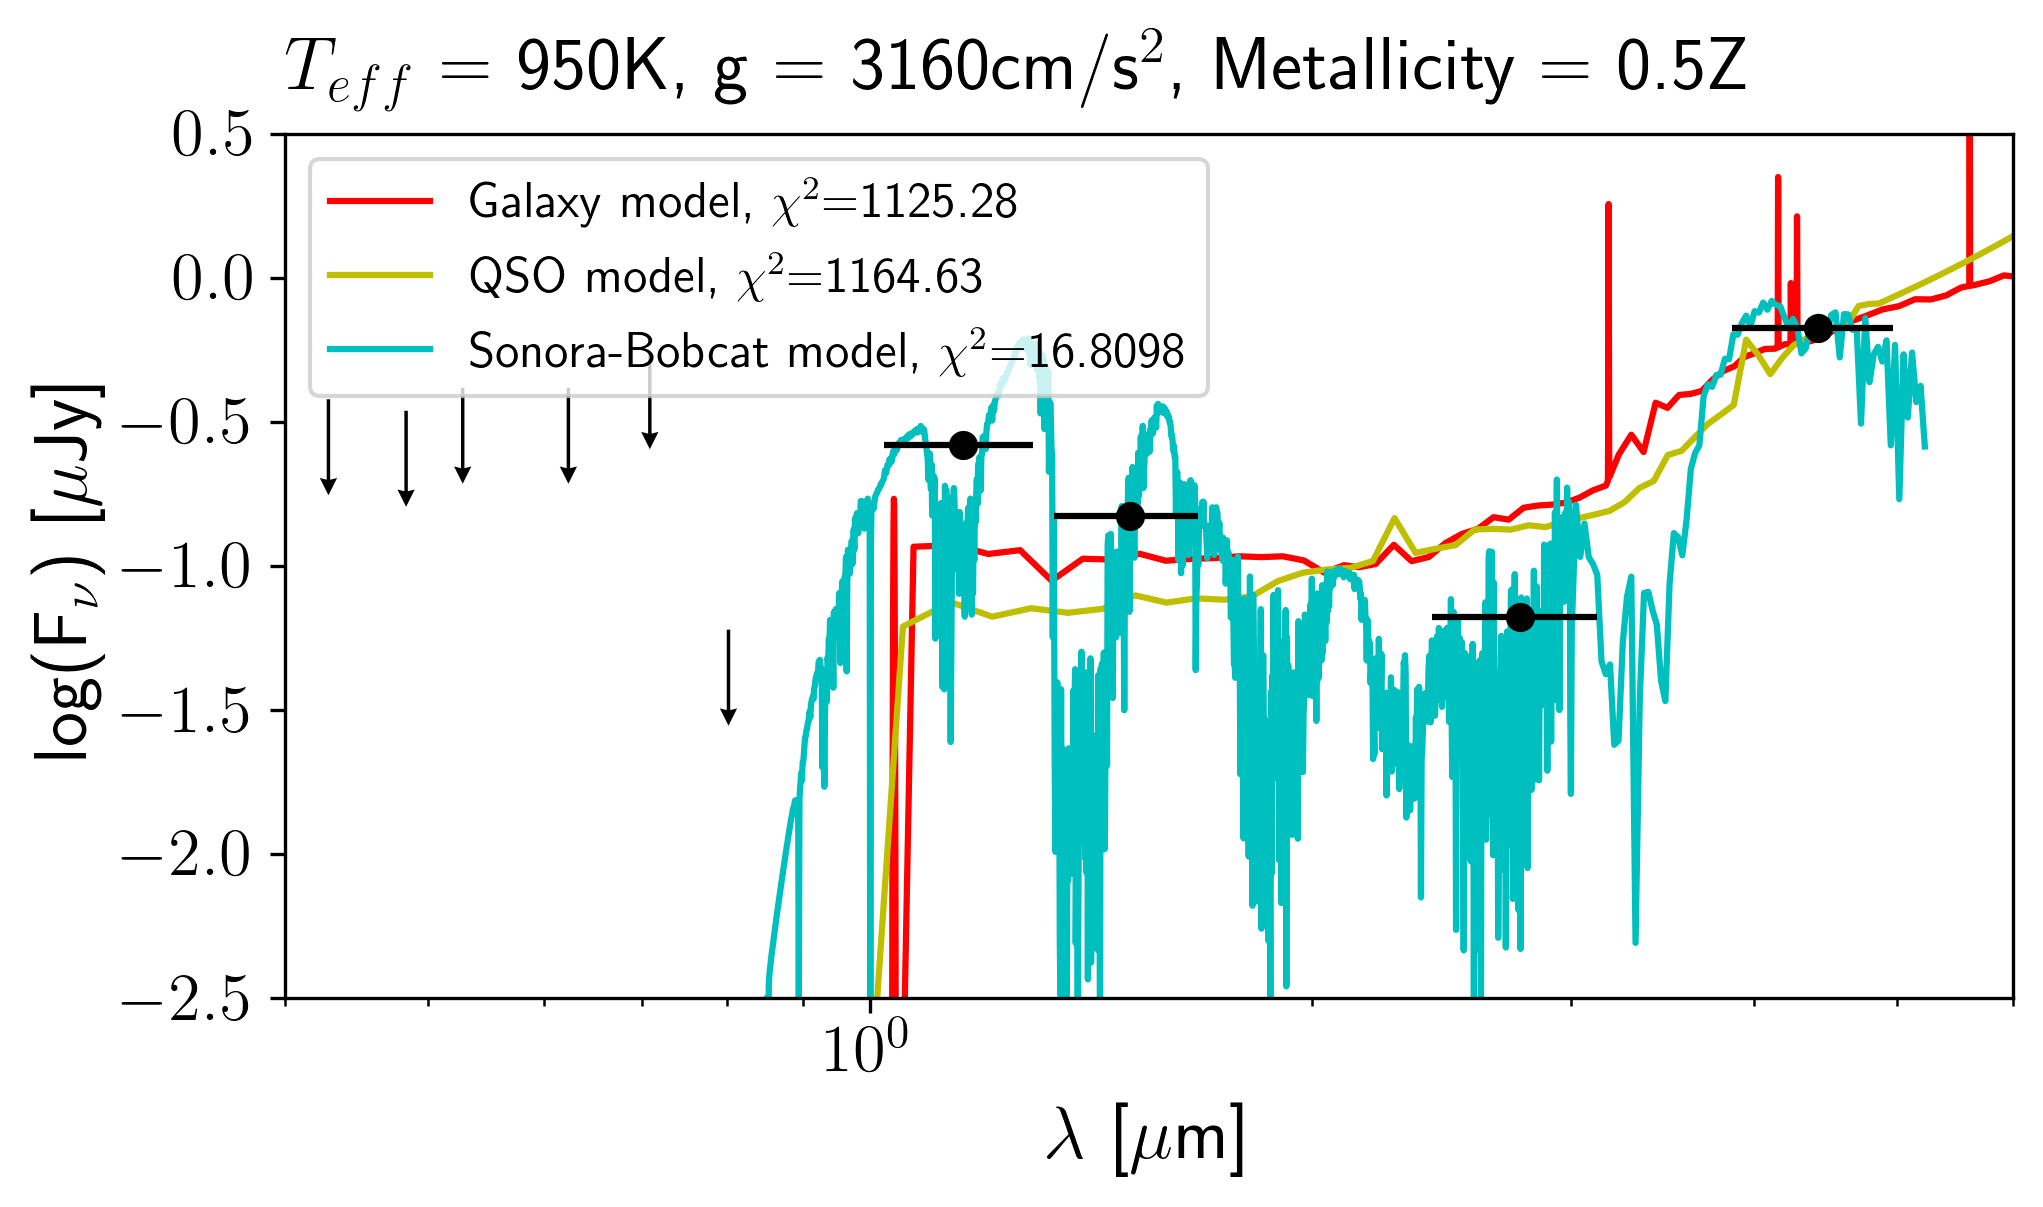 T_{eff} = 950K, g = 3160cm/s², Metallicity = 0.5Z
Galaxy model, χ²=1125.28
QSO model, χ²=1164.63
Sonora-Bobcat model, χ²=16.8098
0.5
0.0
−0.5
−1.0
−1.5
−2.0
−2.5
log(F_ν) [μJy]
10⁰
λ [μm]